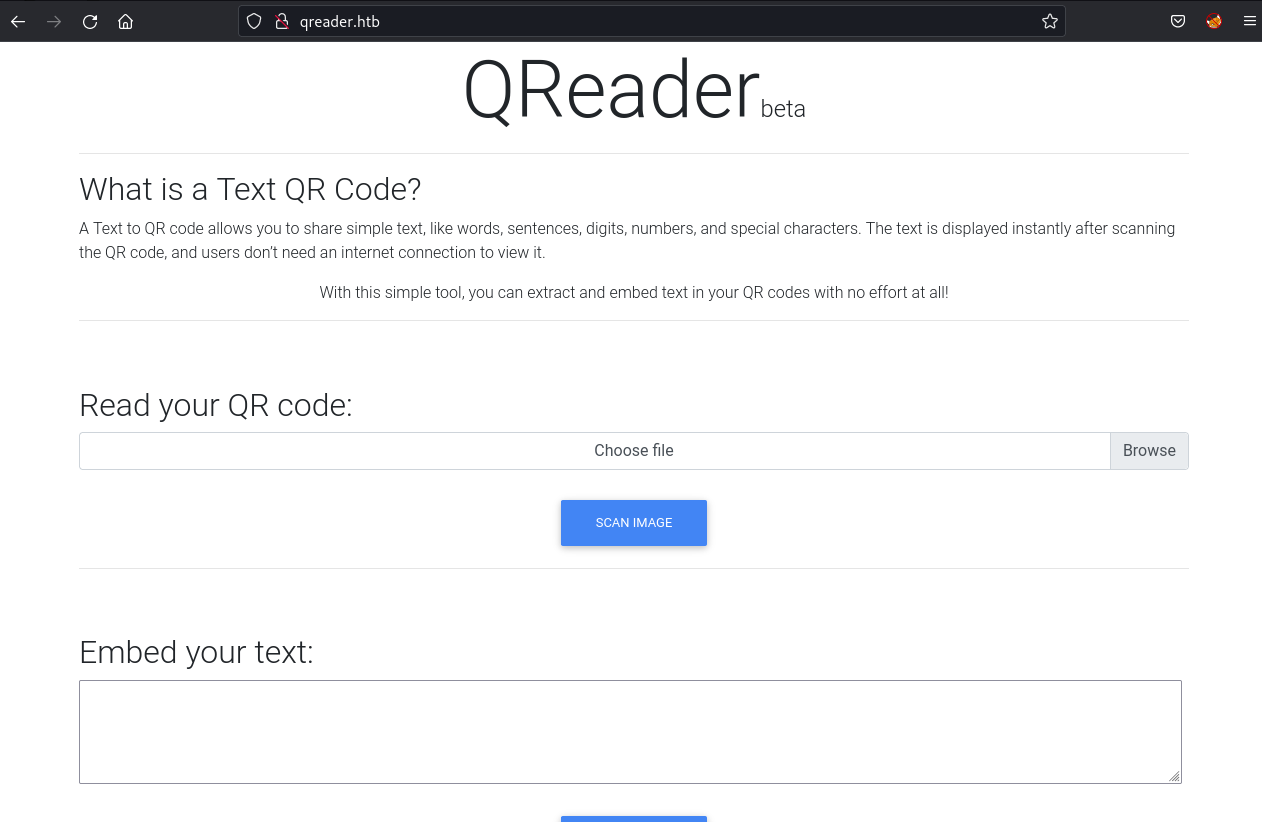 qreader.htb
QReader beta
What is a Text QR Code?
A Text to QR code allows you to share simple text, like words, sentences, digits, numbers, and special characters. The text is displayed instantly after scanning
the QR code, and users don’t need an internet connection to view it.
With this simple tool, you can extract and embed text in your QR codes with no effort at all!
Read your QR code:
Choose file Browse
SCAN IMAGE
Embed your text: